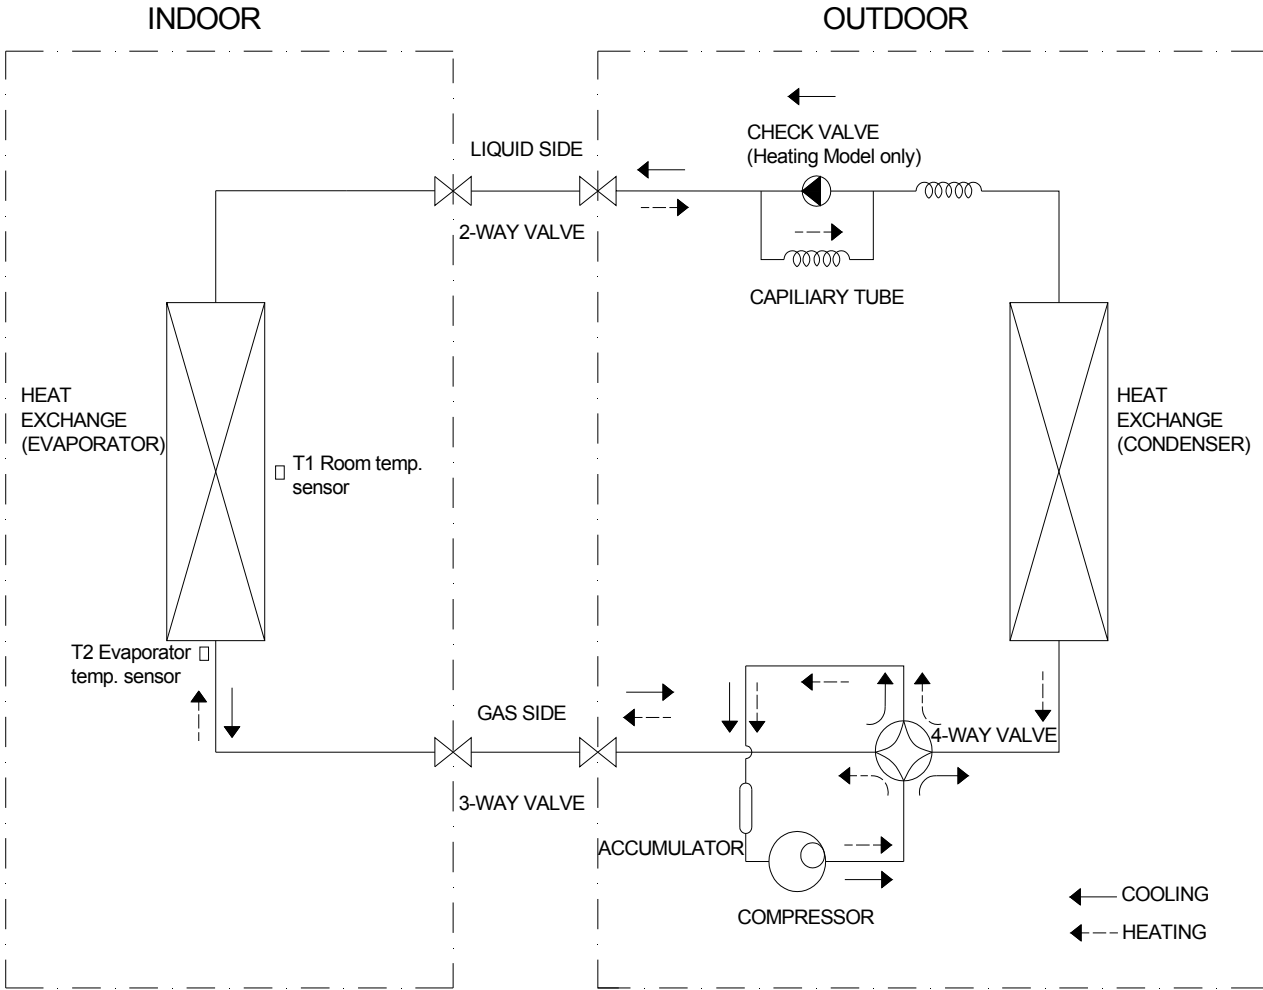 INDOOR
OUTDOOR
CHECK VALVE
(Heating Model only)
LIQUID SIDE
2-WAY VALVE
CAPILIARY TUBE
HEAT
EXCHANGE
(EVAPORATOR)
T1 Room temp.
sensor
HEAT
EXCHANGE
(CONDENSER)
T2 Evaporator
temp. sensor
GAS SIDE
4-WAY VALVE
3-WAY VALVE
ACCUMULATOR
COMPRESSOR
COOLING
HEATING